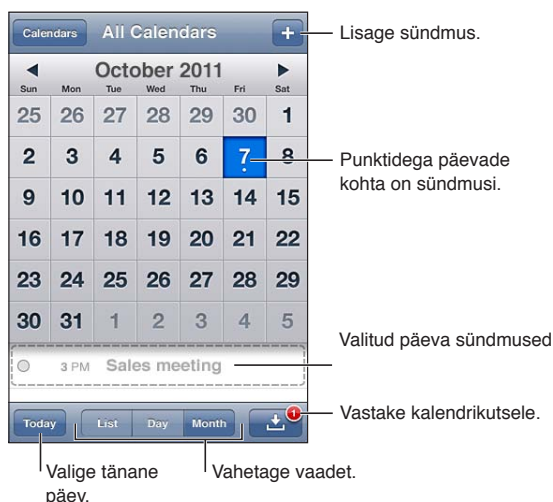 Calendars All Calendars +
Lisage sündmus.
October 2011
Sun Mon Tue Wed Thu Fri Sat
25 26 27 28 29 30 1
2 3 4 5 6 7 8
Punktidega päevade
kohta on sündmusi.
9 10 11 12 13 14 15
16 17 18 19 20 21 22
23 24 25 26 27 28 29
30 31 1 2 3 4 5
Valitud päeva sündmused
3 PM Sales meeting
Today List Day Month 1
Vastake kalendrikutsele.
Valige tänane
päev.
Vahetage vaadet.